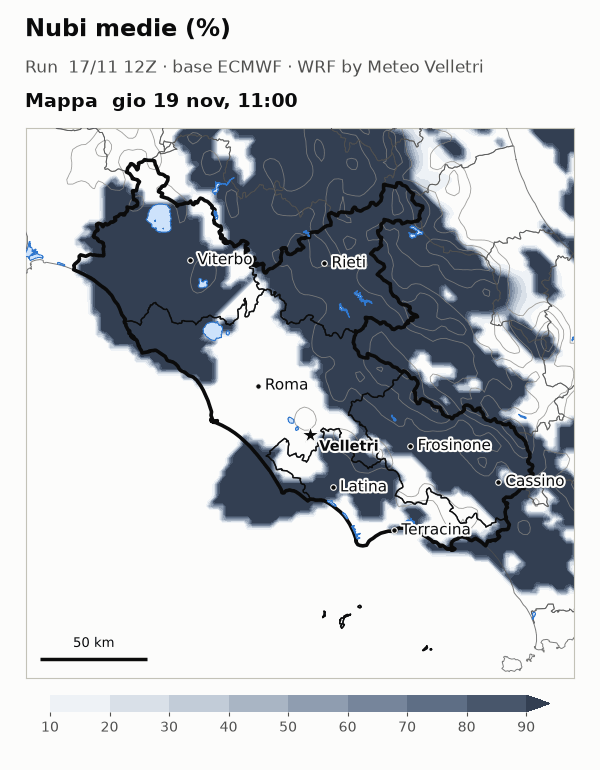 Nubi medie (%)
Run  17/11 12Z · base ECMWF · WRF by Meteo Velletri
Mappa  gio 19 nov, 11:00
Viterbo
Rieti
Roma
Velletri
Frosinone
Cassino
Latina
Terracina
50 km
10 20 30 40 50 60 70 80 90